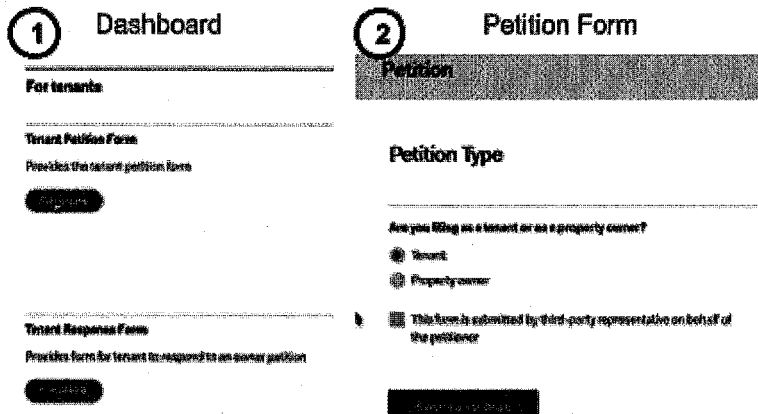 1
Dashboard
For tenants
Tenant Petition Form
Provides the tenant petition form
Tenant Response Form
Provides form for tenant to respond to an owner petition
2
Petition Form
Petition
Petition Type
Are you filing as a tenant or as a property owner?
Tenant
Property owner
This form is submitted by third-party representative on behalf of
the petitioner